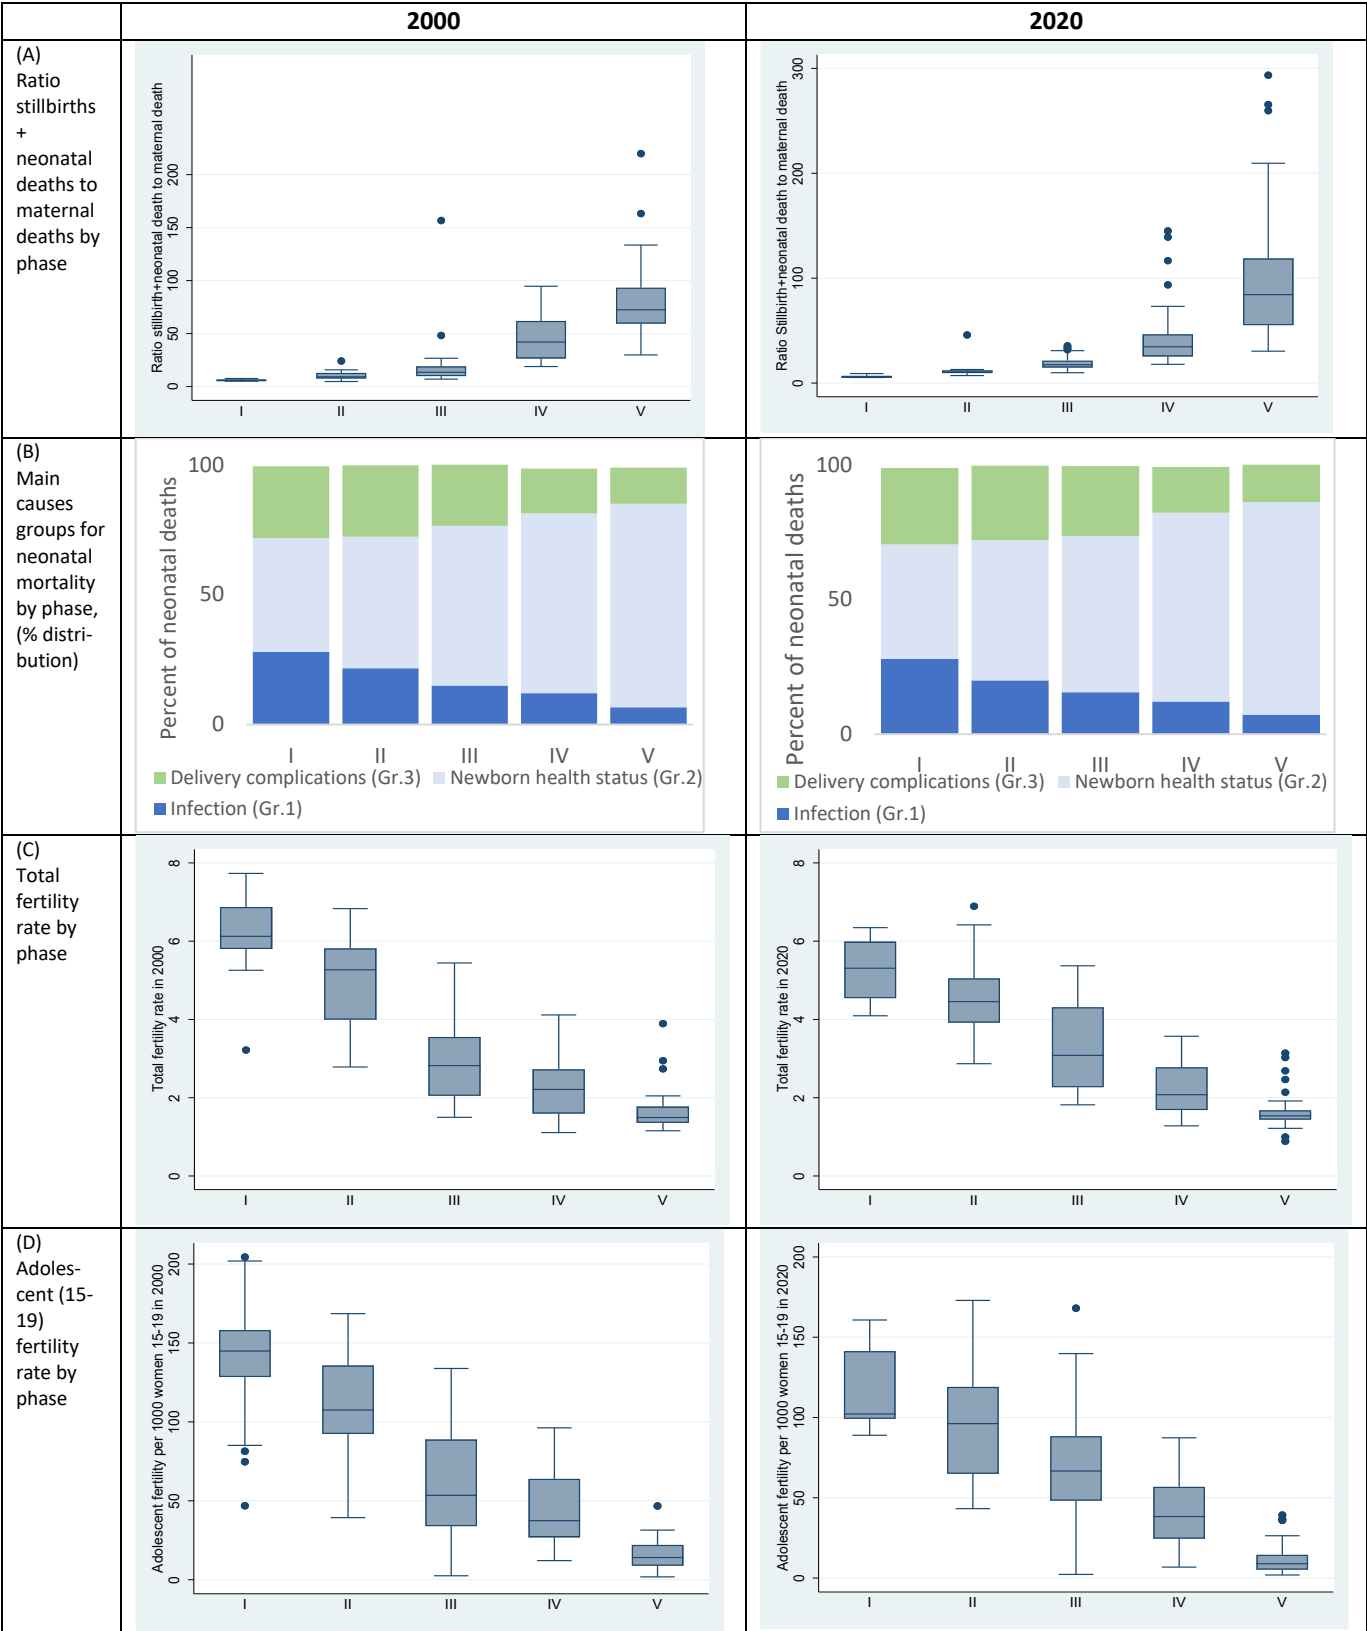 2000
2020
(A)
Ratio
stillbirths
+
neonatal
deaths to
maternal
deaths by
phase
Ratio stillbirth+neonatal death to maternal death
200
150
100
50
0
I II III IV V
Ratio Stillbirth+neonatal death to maternal death
300
200
100
0
I II III IV V
(B)
Main
causes
groups for
neonatal
mortality
by phase,
(% distri-
bution)
Percent of neonatal deaths
100
50
0
I II III IV V
Delivery complications (Gr.3) Newborn health status (Gr.2)
Infection (Gr.1)
Percent of neonatal deaths
100
50
0
I II III IV V
Delivery complications (Gr.3) Newborn health status (Gr.2)
Infection (Gr.1)
(C)
Total
fertility
rate by
phase
Total fertility rate in 2000
8
6
4
2
0
I II III IV V
Total fertility rate in 2020
8
6
4
2
0
I II III IV V
(D)
Adoles-
cent (15-
19)
fertility
rate by
phase
Adolescent fertility per 1000 women 15-19 in 2000
200
150
100
50
0
I II III IV V
Adolescent fertility per 1000 women 15-19 in 2020
200
150
100
50
0
I II III IV V